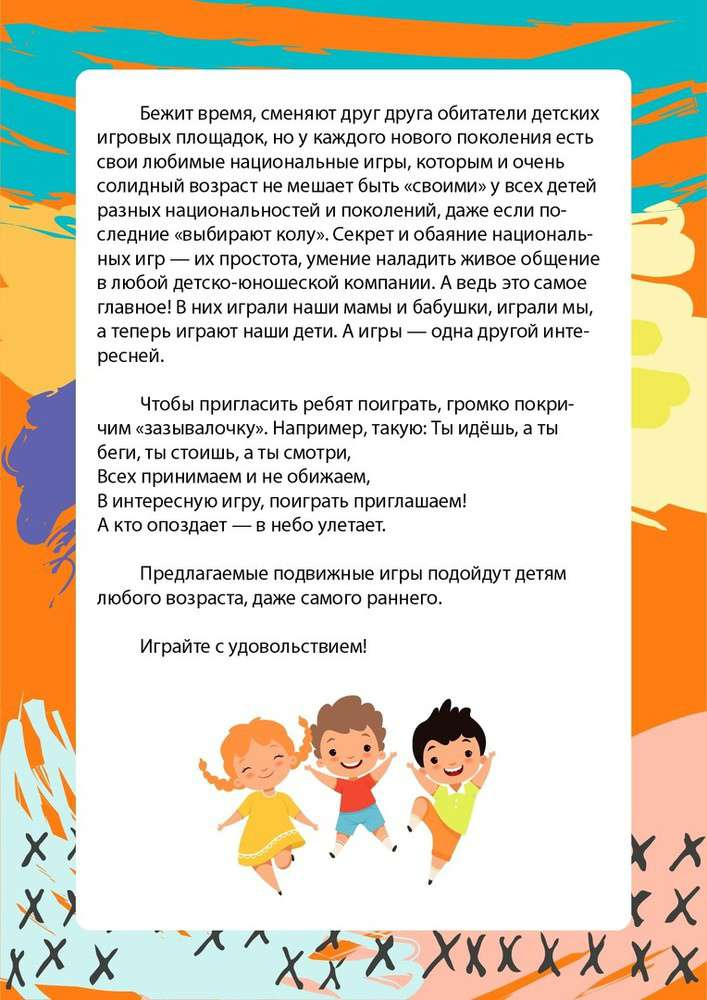 Бежит время, сменяют друг друга обитатели детских
игровых площадок, но у каждого нового поколения есть
свои любимые национальные игры, которым и очень
солидный возраст не мешает быть «своими» у всех детей
разных национальностей и поколений, даже если по-
следние «выбирают колу». Секрет и обаяние националь-
ных игр — их простота, умение наладить живое общение
в любой детско-юношеской компании. А ведь это самое
главное! В них играли наши мамы и бабушки, играли мы,
а теперь играют наши дети. А игры — одна другой инте-
ресней.
Чтобы пригласить ребят поиграть, громко покри-
чим «зазывалочку». Например, такую: Ты идёшь, а ты
беги, ты стоишь, а ты смотри,
Всех принимаем и не обижаем,
В интересную игру, поиграть приглашаем!
А кто опоздает — в небо улетает.
Предлагаемые подвижные игры подойдут детям
любого возраста, даже самого раннего.
Играйте с удовольствием!